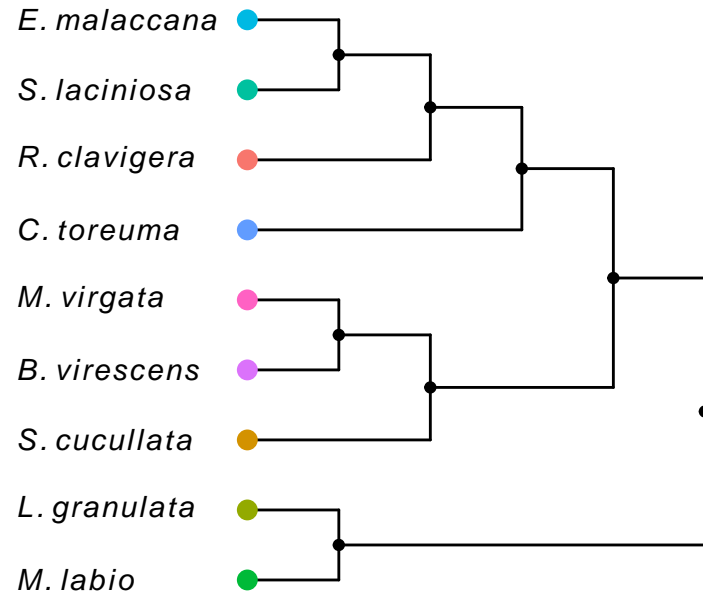 E. malaccana
S. laciniosa
R. clavigera
C. toreuma
M. virgata
B. virescens
S. cucullata
L. granulata
M. labio